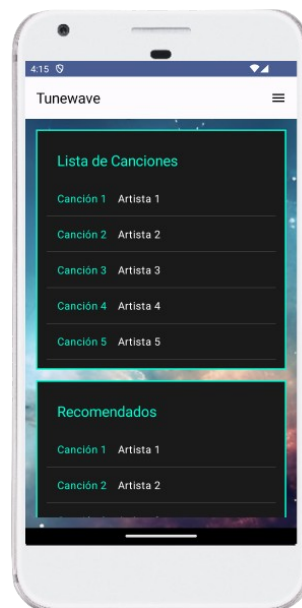 4:15
Tunewave
Lista de Canciones
Canción 1 Artista 1
Canción 2 Artista 2
Canción 3 Artista 3
Canción 4 Artista 4
Canción 5 Artista 5
Recomendados
Canción 1 Artista 1
Canción 2 Artista 2